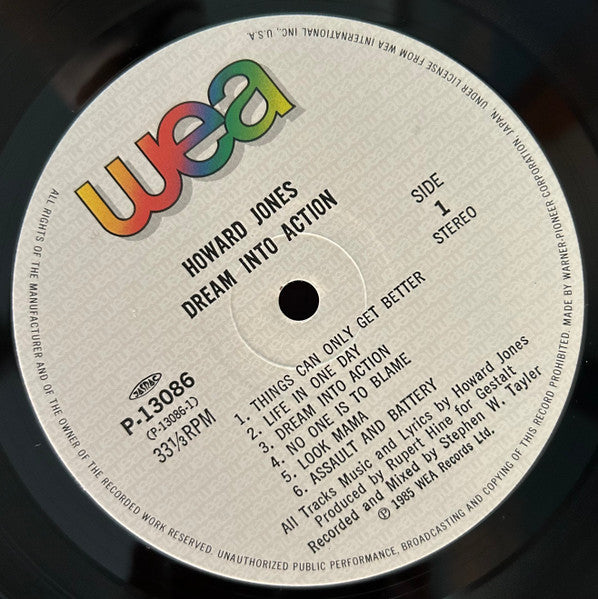 wea
HOWARD JONES
DREAM INTO ACTION
SIDE
1
STEREO
JASRAC
P-13086
(P-13086-1)
33 1/3 RPM
1. THINGS CAN ONLY GET BETTER
2. LIFE IN ONE DAY
3. DREAM INTO ACTION
4. NO ONE IS TO BLAME
5. LOOK MAMA
6. ASSAULT AND BATTERY
All Tracks Music and Lyrics by Howard Jones
Produced by Rupert Hine for Gestalt
Recorded and Mixed by Stephen W. Tayler
℗ 1985 WEA Records Ltd.
ALL RIGHTS OF THE MANUFACTURER AND OF THE OWNER OF THE RECORDED WORK RESERVED. UNAUTHORIZED PUBLIC PERFORMANCE, BROADCASTING AND COPYING OF THIS RECORD PROHIBITED. MADE BY WARNER-PIONEER CORPORATION, JAPAN, UNDER LICENSE FROM WEA INTERNATIONAL INC., U.S.A.